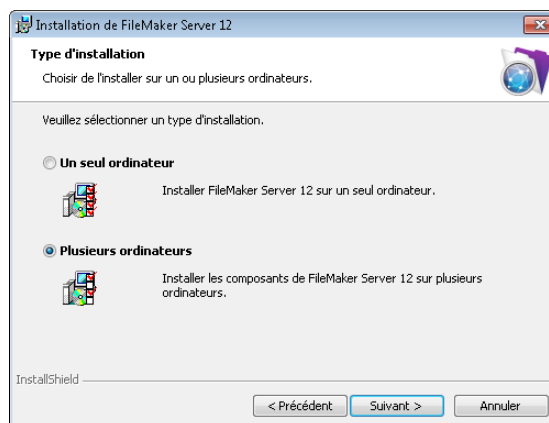 Installation de FileMaker Server 12
Type d'installation
Choisir de l'installer sur un ou plusieurs ordinateurs.
Veuillez sélectionner un type d'installation.
Un seul ordinateur
Installer FileMaker Server 12 sur un seul ordinateur.
Plusieurs ordinateurs
Installer les composants de FileMaker Server 12 sur plusieurs
ordinateurs.
InstallShield
< Précédent
Suivant >
Annuler